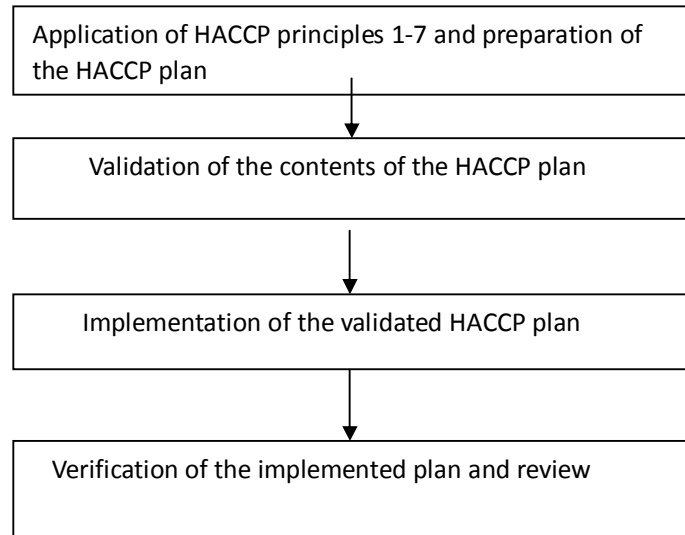 Application of HACCP principles 1-7 and preparation of
the HACCP plan
Validation of the contents of the HACCP plan
Implementation of the validated HACCP plan
Verification of the implemented plan and review